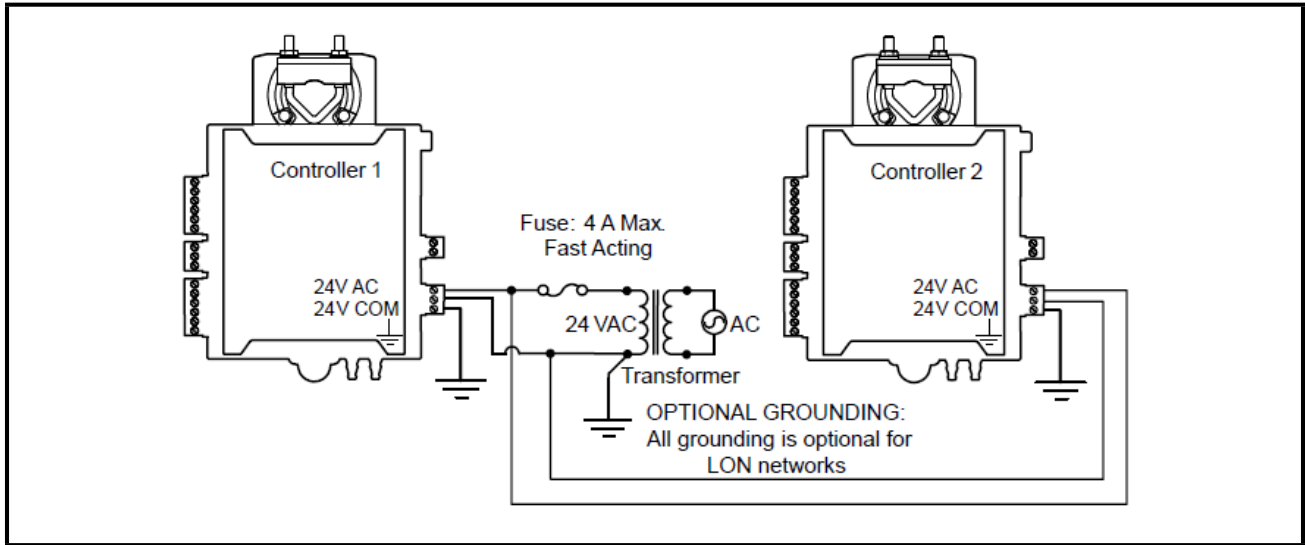 Controller 1
24V AC
24V COM
Fuse: 4 A Max.
Fast Acting
24 VAC
AC
Transformer
OPTIONAL GROUNDING:
All grounding is optional for
LON networks
Controller 2
24V AC
24V COM